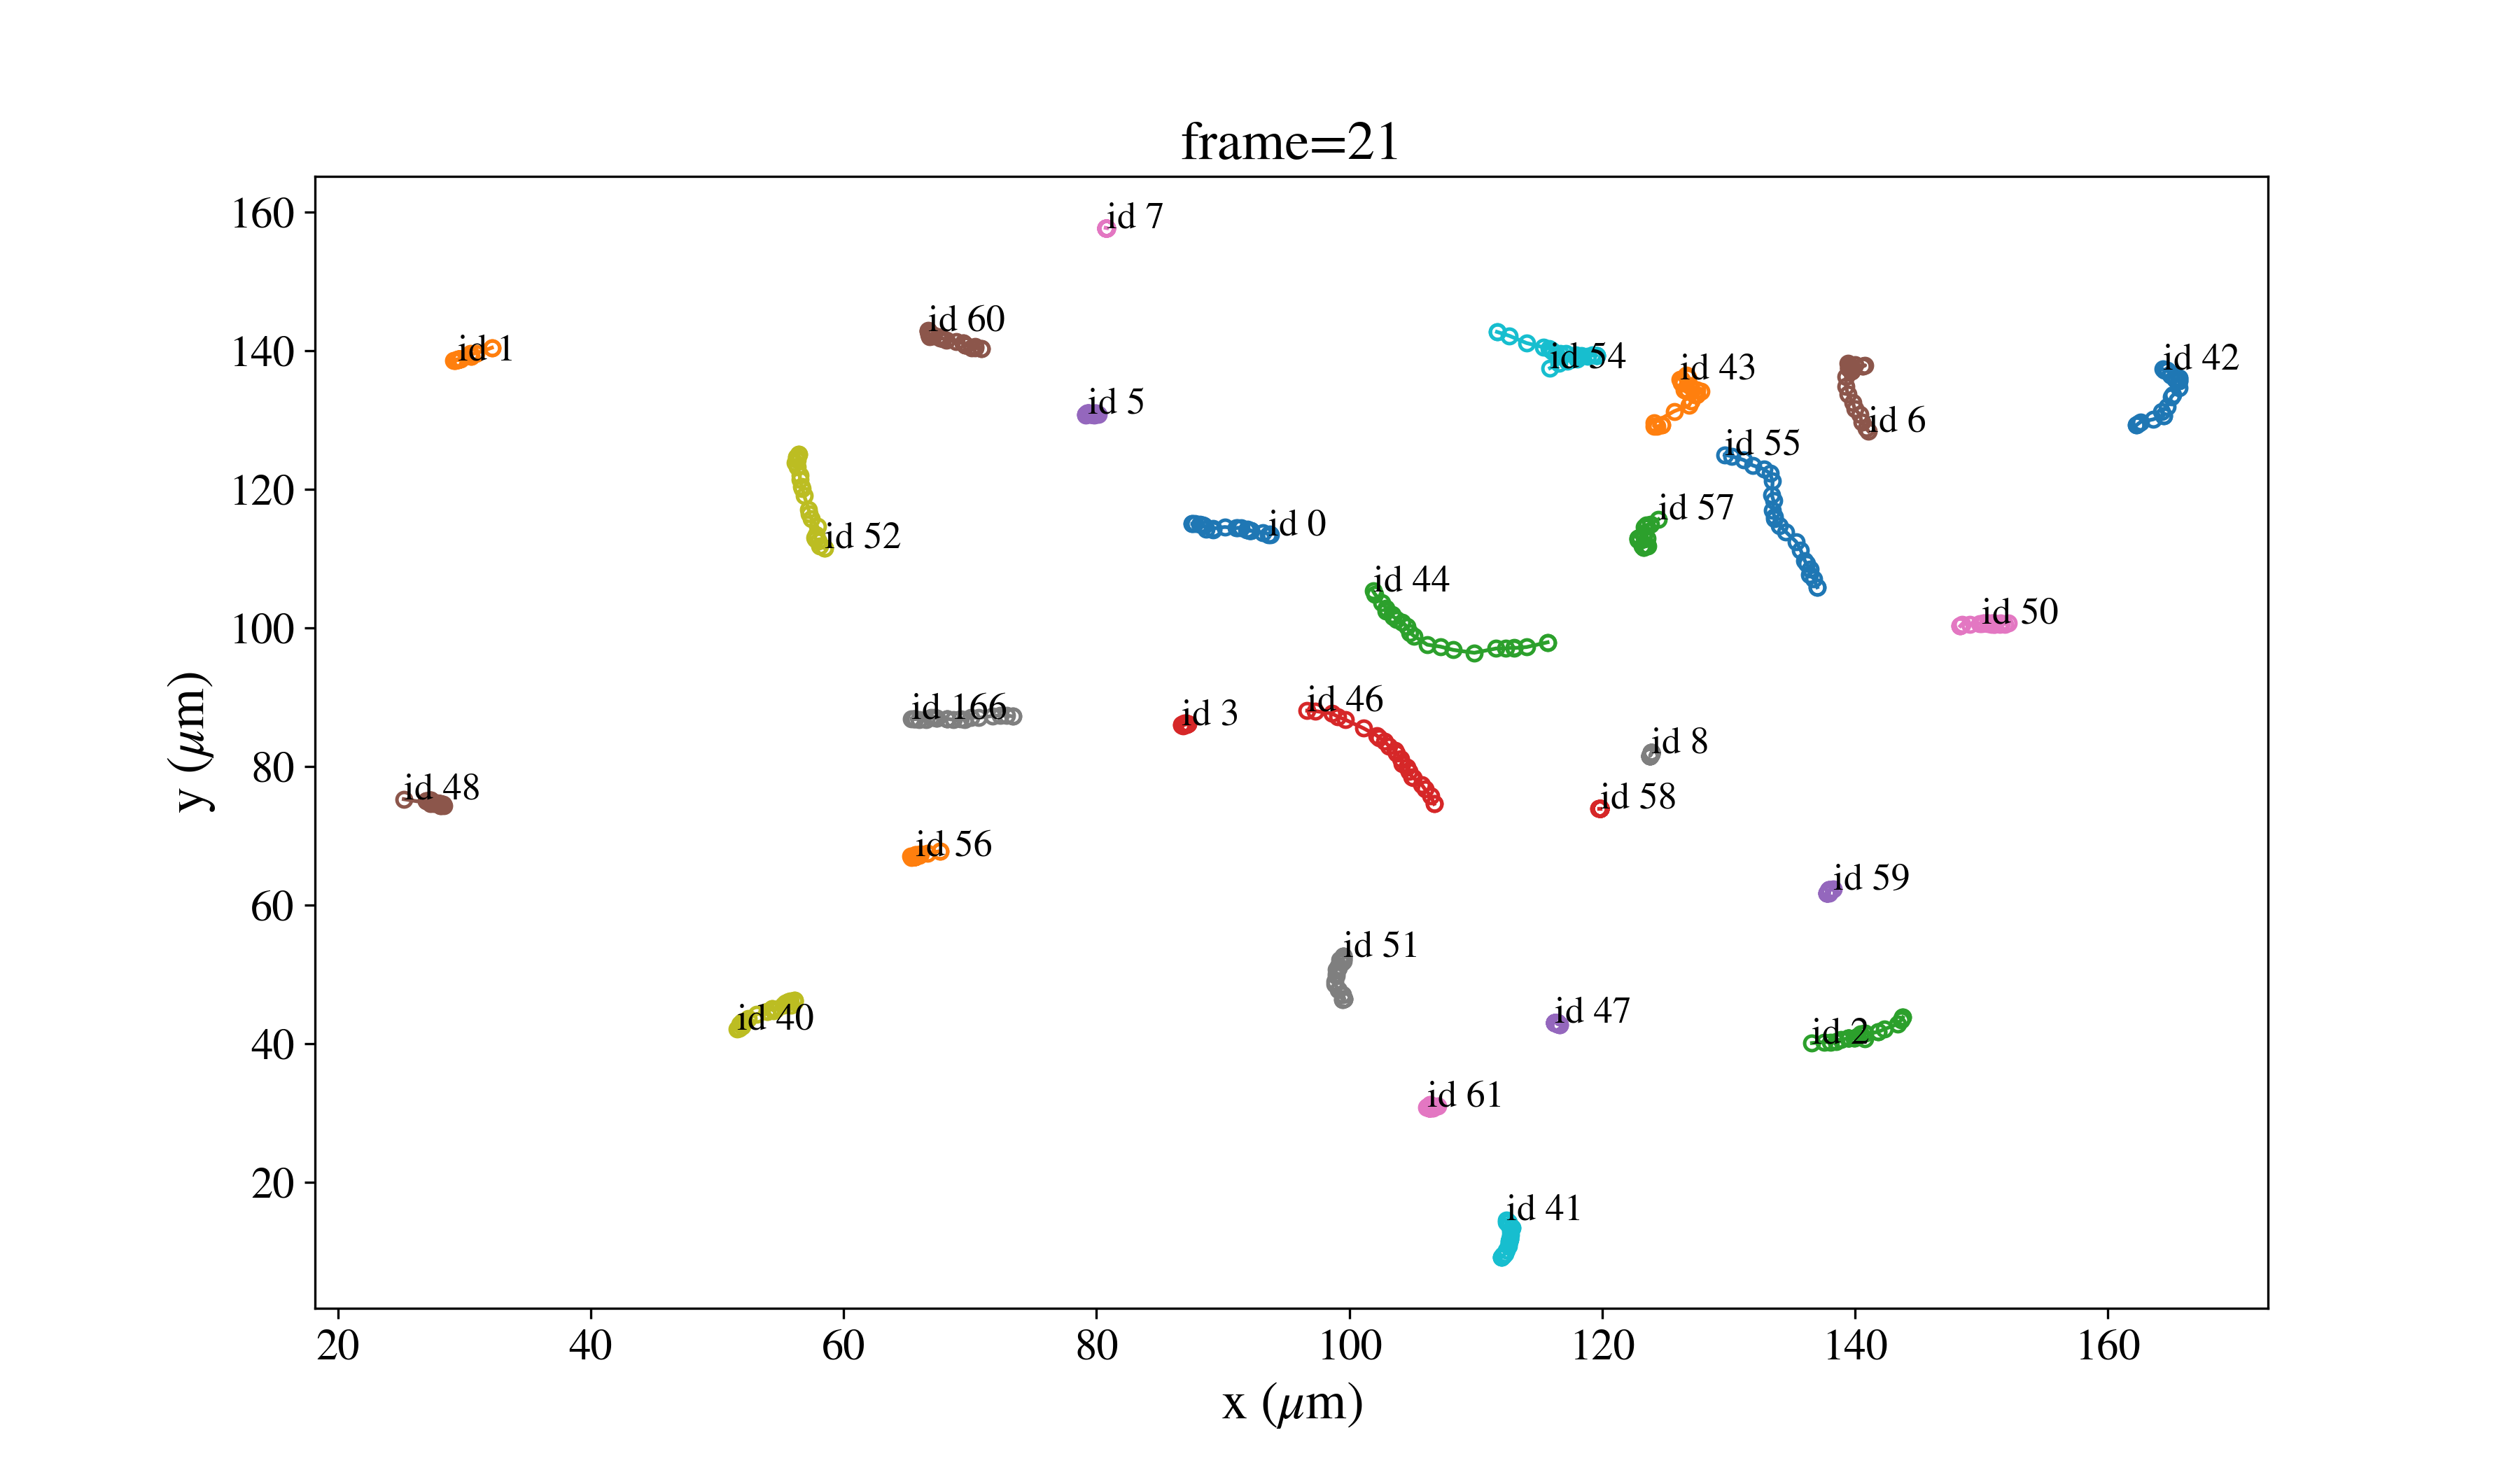 frame=21
160
140
120
100
80
60
40
20
y (μm)
id 7
id 60
id 1
id 54
id 43
id 42
id 5
id 6
id 55
id 52
id 0
id 57
id 44
id 50
id 166
id 3
id 46
id 8
id 48
id 58
id 56
id 59
id 51
id 40
id 47
id 2
id 61
id 41
20 40 60 80 100 120 140 160
x (μm)